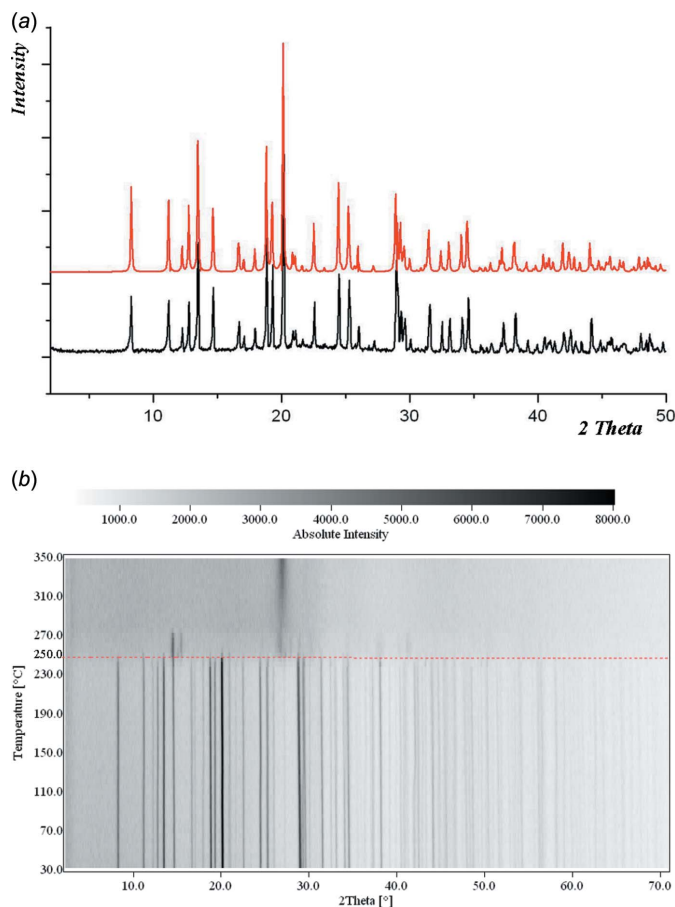 (a)
Intensity
10 20 30 40 50
2 Theta
(b)
1000.0 2000.0 3000.0 4000.0 5000.0 6000.0 7000.0 8000.0
Absolute Intensity
350.0
310.0
270.0
250.0
230.0
190.0
150.0
110.0
70.0
30.0
Temperature [°C]
10.0 20.0 30.0 40.0 50.0 60.0 70.0
2Theta [°]